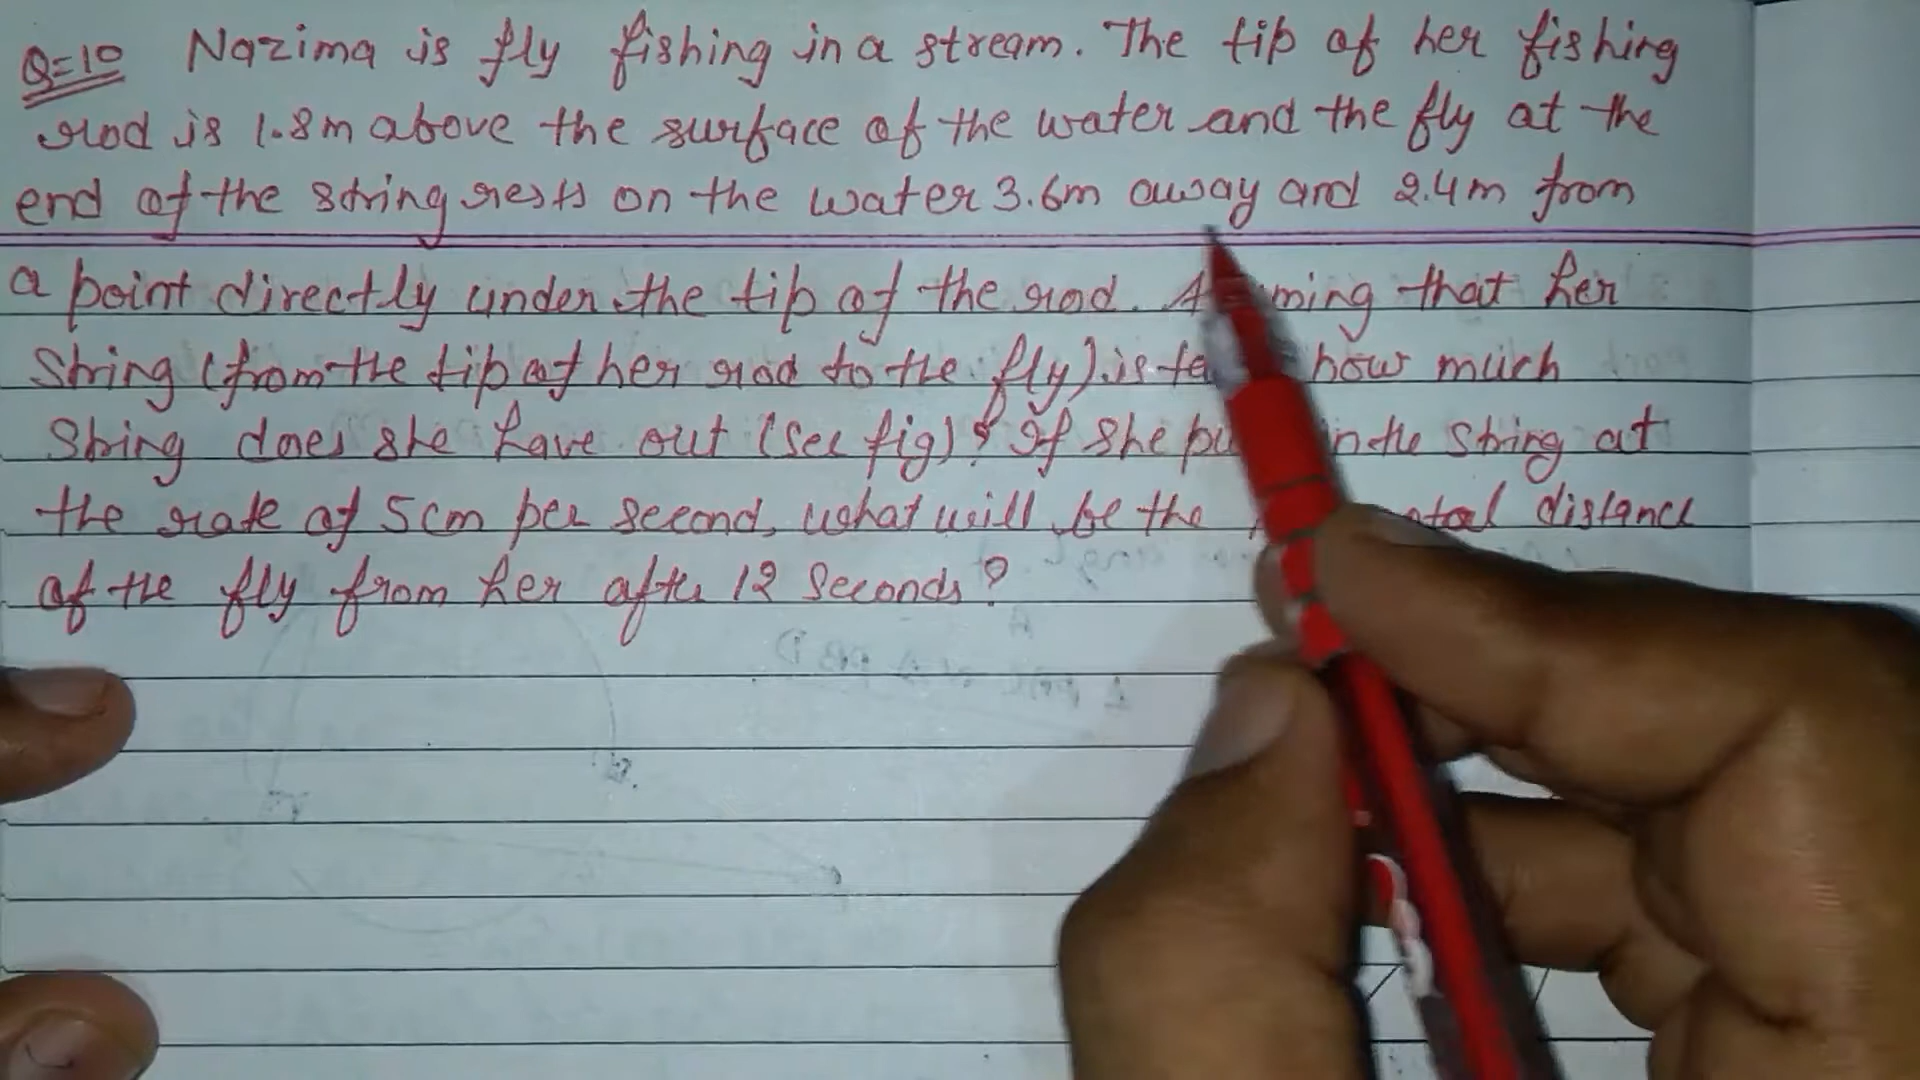 Q=10 Nazima is fly fishing in a stream. The tip of her fishing
rod is 1.8m above the surface of the water and the fly at the
end of the string rests on the water 3.6m away and 2.4m from
a point directly under the tip of the rod. that her
String (from the tip of her rod to the fly) is how much
String does she have out (See fig)? If she in the String at
the rate of 5cm per second, what will be the distance
of the fly from her after 12 Seconds?